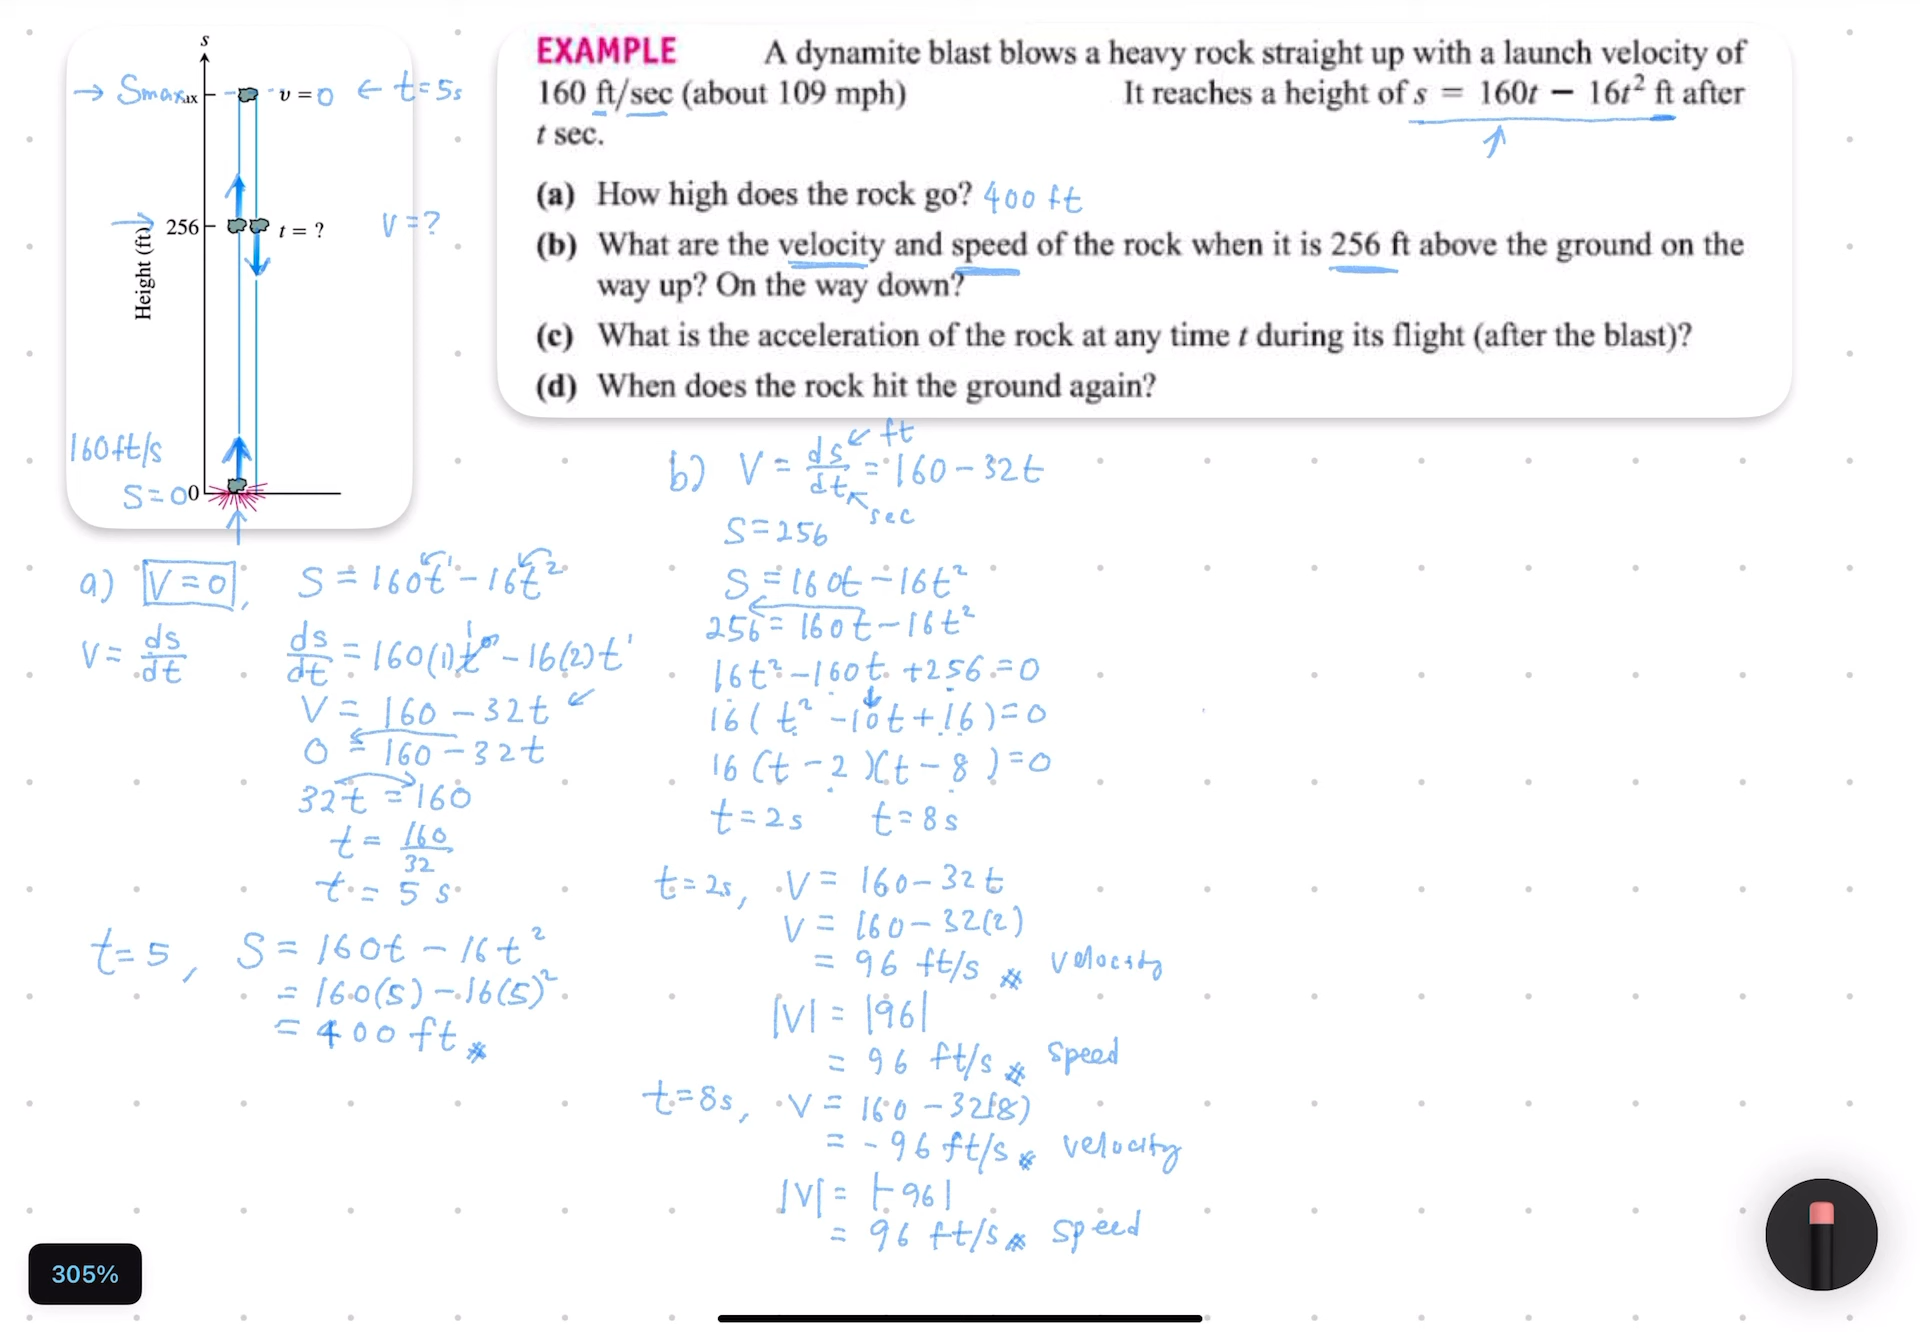 s
→ Smax max v = 0 ← t = 5s
→ 256 t = ? V = ?
Height (ft)
160 ft/s
S = 0 0
EXAMPLE A dynamite blast blows a heavy rock straight up with a launch velocity of
160 ft/sec (about 109 mph) It reaches a height of s = 160t − 16t² ft after
t sec.
(a) How high does the rock go? 400 ft
(b) What are the velocity and speed of the rock when it is 256 ft above the ground on the
way up? On the way down?
(c) What is the acceleration of the rock at any time t during its flight (after the blast)?
(d) When does the rock hit the ground again?
a) V = 0, S = 160t¹ − 16t²
V = ds/dt ds/dt = 160(1)t⁰ − 16(2)t¹
V = 160 − 32t
0 = 160 − 32t
32t = 160
t = 160/32
t = 5 s
t = 5, S = 160t − 16t²
= 160(5) − 16(5)²
= 400 ft
b) V = ds/dt = 160 − 32t
ft
sec
S = 256
S = 160t − 16t²
256 = 160t − 16t²
16t² − 160t + 256 = 0
16(t² − 10t + 16) = 0
16(t − 2)(t − 8) = 0
t = 2s t = 8s
t = 2s, V = 160 − 32t
V = 160 − 32(2)
= 96 ft/s velocity
|V| = |96|
= 96 ft/s speed
t = 8s, V = 160 − 32(8)
= −96 ft/s velocity
|V| = |−96|
= 96 ft/s speed
305%